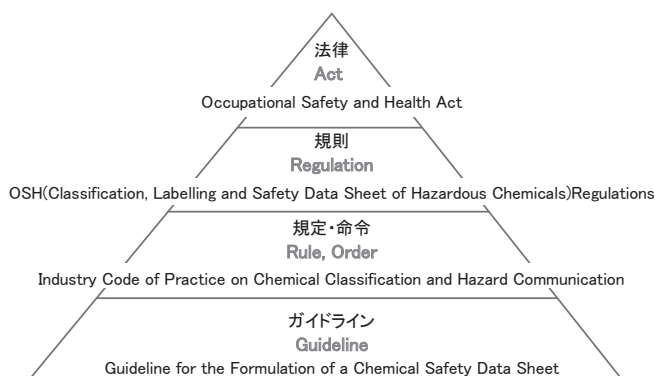 法律
Act
Occupational Safety and Health Act
規則
Regulation
OSH(Classification, Labelling and Safety Data Sheet of Hazardous Chemicals)Regulations
規定・命令
Rule, Order
Industry Code of Practice on Chemical Classification and Hazard Communication
ガイドライン
Guideline
Guideline for the Formulation of a Chemical Safety Data Sheet